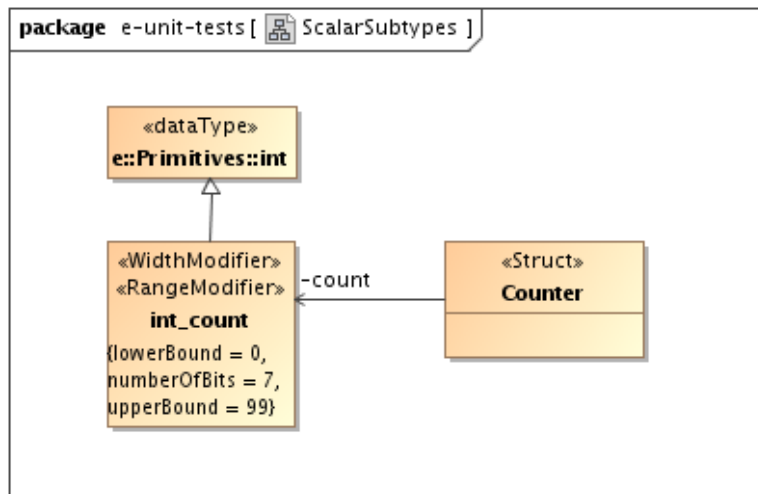 package e-unit-tests [ ScalarSubtypes ]
«dataType»
e::Primitives::int
«WidthModifier»
«RangeModifier»
int_count
{lowerBound = 0,
numberOfBits = 7,
upperBound = 99}
-count
«Struct»
Counter